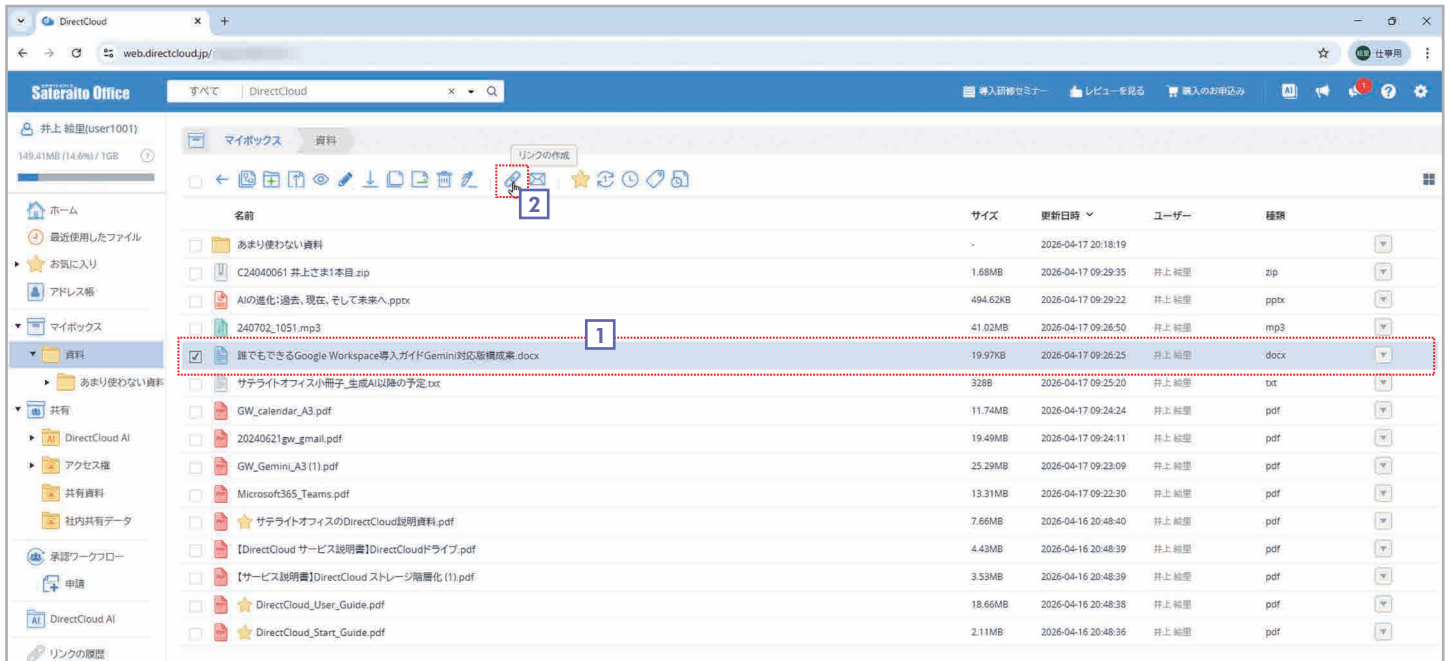 DirectCloud
web.directcloud.jp/
仕事用
Sateraito Office
すべて DirectCloud
導入研修セミナー レビューを見る 購入のお申込み AI 1
井上 絵里(user1001)
149.41MB (14.6%) / 1GB
マイボックス 資料
リンクの作成
2
ホーム
最近使用したファイル
お気に入り
アドレス帳
マイボックス
資料
あまり使わない資料
共有
DirectCloud AI
アクセス権
共有資料
社内共有データ
承認ワークフロー
申請
DirectCloud AI
リンクの履歴
名前 サイズ 更新日時 ユーザー 種類
あまり使わない資料 - 2026-04-17 20:18:19
C24040061 井上さま1本目.zip 1.68MB 2026-04-17 09:29:35 井上 絵里 zip
AIの進化:過去、現在、そして未来へ.pptx 494.62KB 2026-04-17 09:29:22 井上 絵里 pptx
240702_1051.mp3 41.02MB 2026-04-17 09:26:50 井上 絵里 mp3
1
誰でもできるGoogle Workspace導入ガイドGemini対応版構成案.docx 19.97KB 2026-04-17 09:26:25 井上 絵里 docx
サテライトオフィス小冊子_生成AI以降の予定.txt 328B 2026-04-17 09:25:20 井上 絵里 txt
GW_calendar_A3.pdf 11.74MB 2026-04-17 09:24:24 井上 絵里 pdf
20240621gw_gmail.pdf 19.49MB 2026-04-17 09:24:11 井上 絵里 pdf
GW_Gemini_A3 (1).pdf 25.29MB 2026-04-17 09:23:09 井上 絵里 pdf
Microsoft365_Teams.pdf 13.31MB 2026-04-17 09:22:30 井上 絵里 pdf
サテライトオフィスのDirectCloud説明資料.pdf 7.66MB 2026-04-16 20:48:40 井上 絵里 pdf
【DirectCloud サービス説明書】DirectCloudドライブ.pdf 4.43MB 2026-04-16 20:48:39 井上 絵里 pdf
【サービス説明書】DirectCloud ストレージ階層化 (1).pdf 3.53MB 2026-04-16 20:48:39 井上 絵里 pdf
DirectCloud_User_Guide.pdf 18.66MB 2026-04-16 20:48:38 井上 絵里 pdf
DirectCloud_Start_Guide.pdf 2.11MB 2026-04-16 20:48:36 井上 絵里 pdf